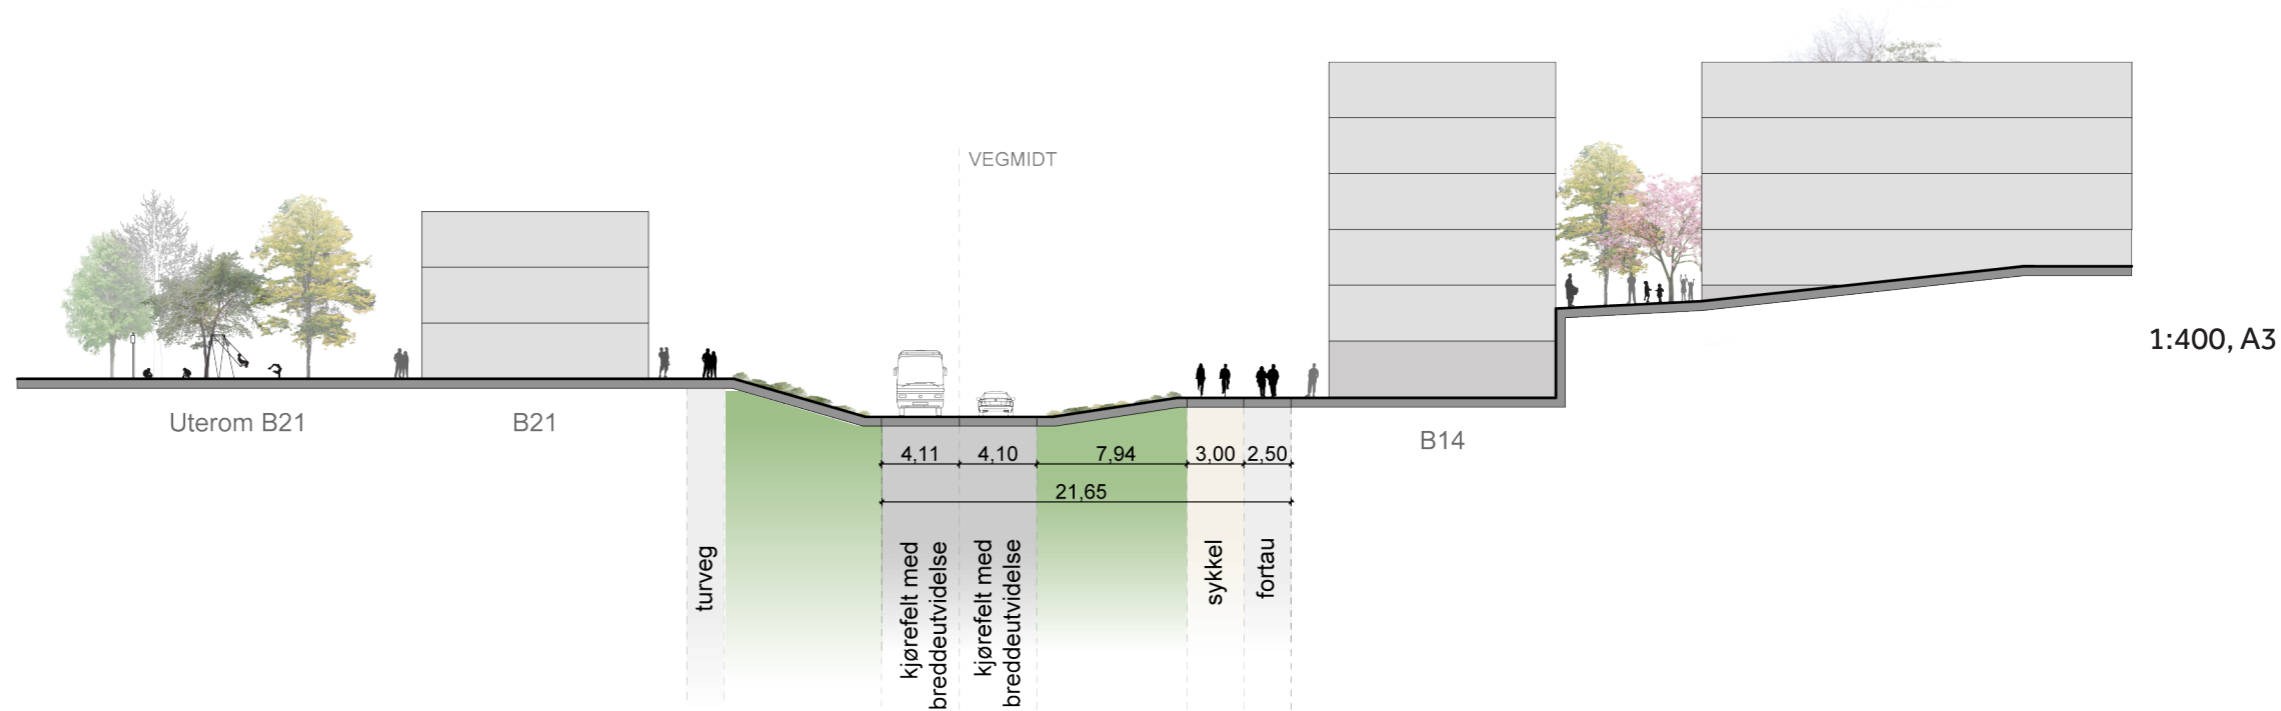 VEGMIDT
1:400, A3
Uterom B21
B21
B14
4,11
4,10
7,94
3,00
2,50
21,65
turveg
kjørefelt med
breddeutvidelse
kjørefelt med
breddeutvidelse
sykkel
fortau